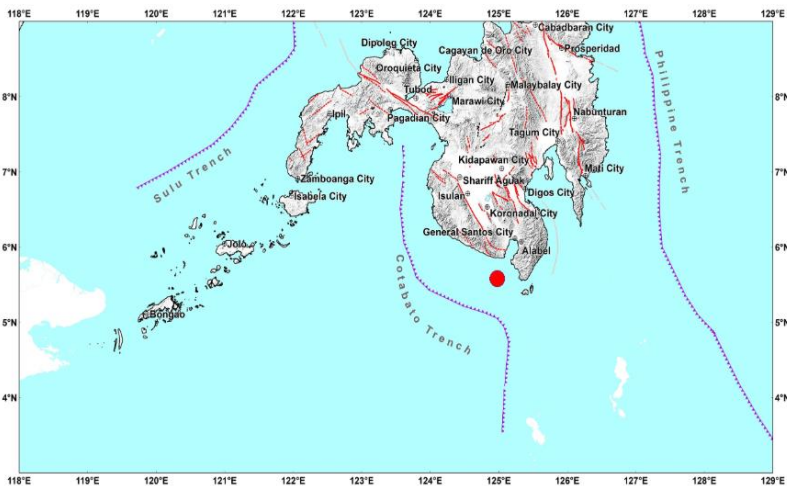 118°E 119°E 120°E 121°E 122°E 123°E 124°E 125°E 126°E 127°E 128°E 129°E
Cabadbaran City
Dipolog City
Cagayan de Oro City
Prosperidad
Oroquieta City
Iligan City
Tubod
Malaybalay City
8°N
8°N
Marawi City
Ipil
Pagadian City
Nabunturan
Tagum City
Philippine Trench
Sulu Trench
Kidapawan City
Mati City
7°N
7°N
Zamboanga City
Shariff Aguak
Isabela City
Isulan
Digos City
Koronadal City
General Santos City
6°N
6°N
Jolo
Alabel
Cotabato Trench
Bongao
5°N
5°N
4°N
4°N
118°E 119°E 120°E 121°E 122°E 123°E 124°E 125°E 126°E 127°E 128°E 129°E